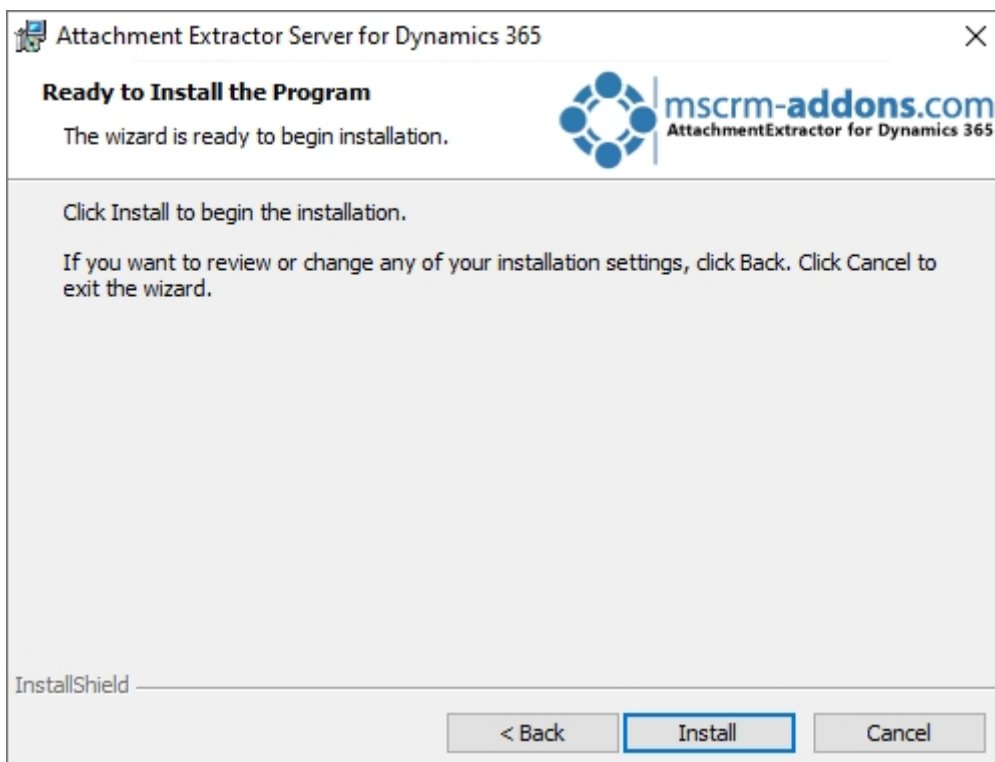 Attachment Extractor Server for Dynamics 365
Ready to Install the Program
The wizard is ready to begin installation.
mscrm-addons.com
AttachmentExtractor for Dynamics 365
Click Install to begin the installation.
If you want to review or change any of your installation settings, click Back. Click Cancel to
exit the wizard.
InstallShield
< Back
Install
Cancel